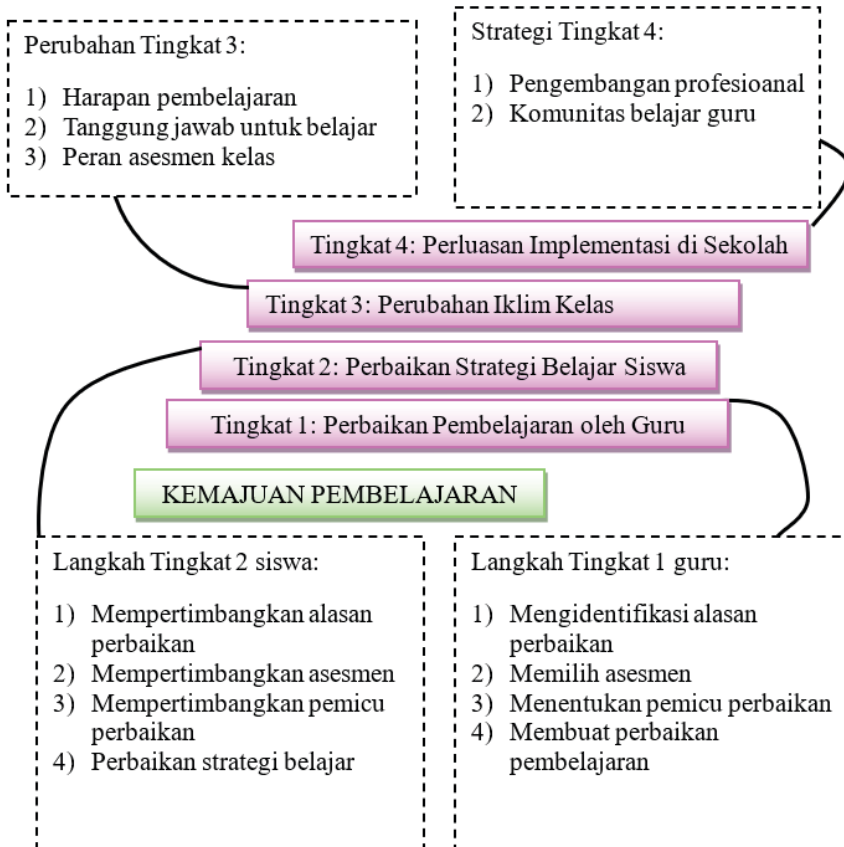 Perubahan Tingkat 3:
1) Harapan pembelajaran
2) Tanggung jawab untuk belajar
3) Peran asesmen kelas
Strategi Tingkat 4:
1) Pengembangan profesioanal
2) Komunitas belajar guru
Tingkat 4: Perluasan Implementasi di Sekolah
Tingkat 3: Perubahan Iklim Kelas
Tingkat 2: Perbaikan Strategi Belajar Siswa
Tingkat 1: Perbaikan Pembelajaran oleh Guru
KEMAJUAN PEMBELAJARAN
Langkah Tingkat 2 siswa:
1) Mempertimbangkan alasan
perbaikan
2) Mempertimbangkan asesmen
3) Mempertimbangkan pemicu
perbaikan
4) Perbaikan strategi belajar
Langkah Tingkat 1 guru:
1) Mengidentifikasi alasan
perbaikan
2) Memilih asesmen
3) Menentukan pemicu perbaikan
4) Membuat perbaikan
pembelajaran